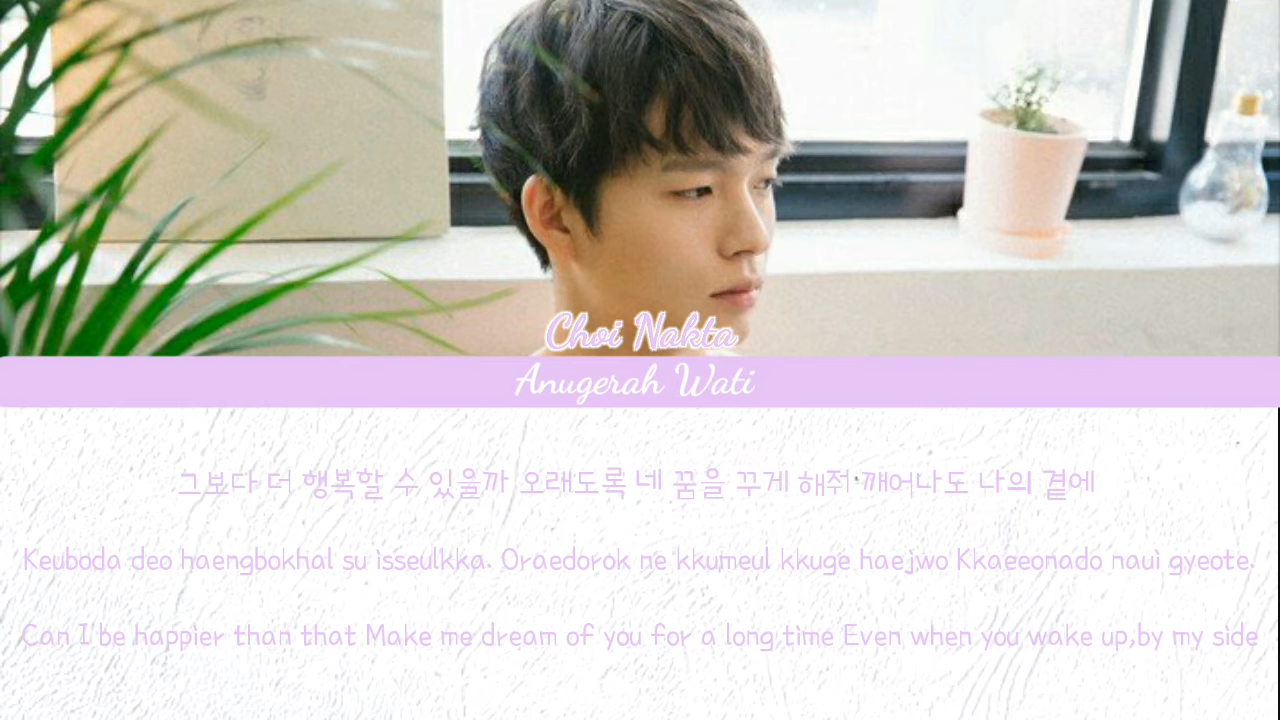 Choi Nakta
Anugerah Wati
그보다 더 행복할 수 있을까 오래도록 네 꿈을 꾸게 해줘 깨어나도 나의 곁에
Keuboda deo haengbokhal su isseulkka. Oraedorok ne kkumeul kkuge haejwo Kkaeeonado naui gyeote.
Can I be happier than that Make me dream of you for a long time Even when you wake up,by my side